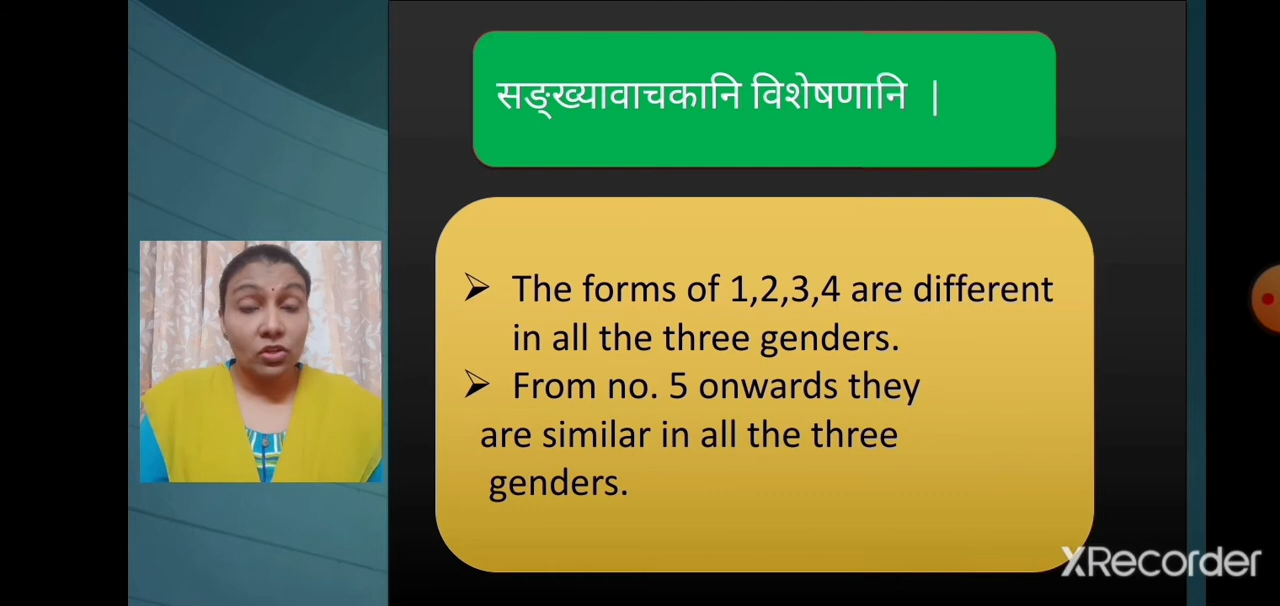 सङ्ख्यावाचकानि विशेषणानि |
➢ The forms of 1,2,3,4 are different
in all the three genders.
➢ From no. 5 onwards they
are similar in all the three
genders.
XRecorder